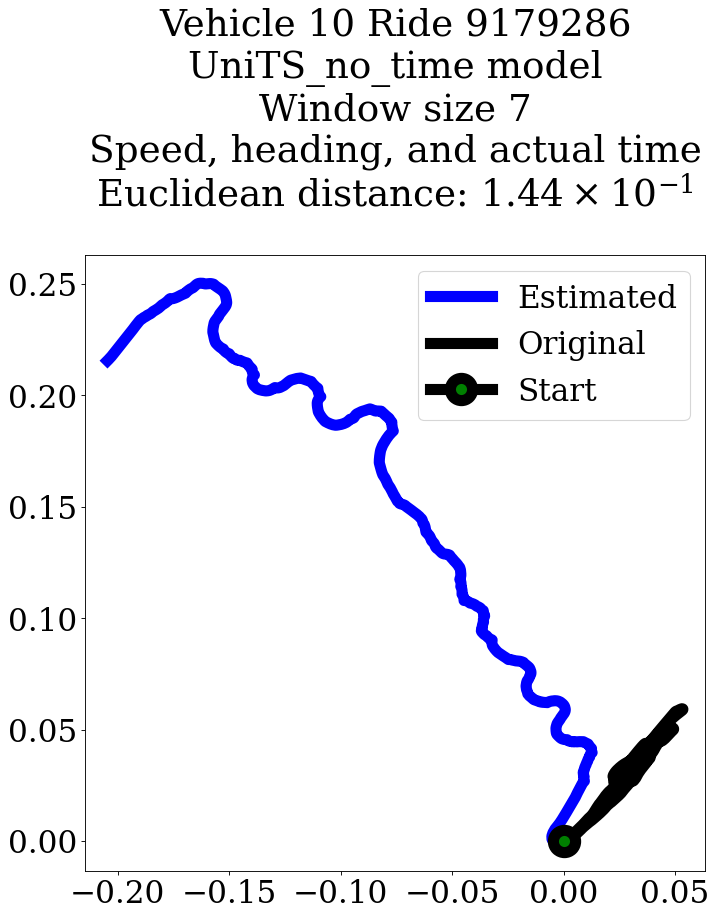 Vehicle 10 Ride 9179286
UniTS_no_time model
Window size 7
Speed, heading, and actual time
Euclidean distance: 1.44 × 10⁻¹
Estimated
Original
Start
0.25
0.20
0.15
0.10
0.05
0.00
−0.20 −0.15 −0.10 −0.05 0.00 0.05